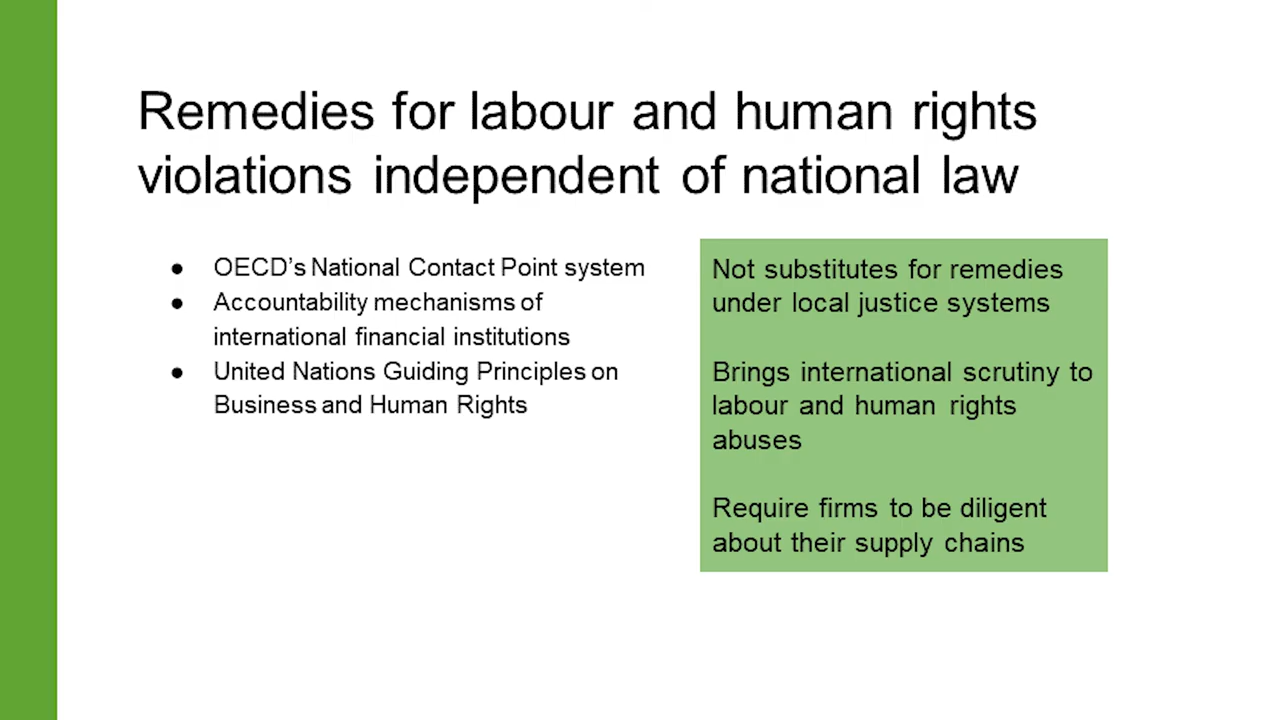 Remedies for labour and human rights
violations independent of national law
● OECD’s National Contact Point system
● Accountability mechanisms of
international financial institutions
● United Nations Guiding Principles on
Business and Human Rights
Not substitutes for remedies
under local justice systems
Brings international scrutiny to
labour and human rights
abuses
Require firms to be diligent
about their supply chains